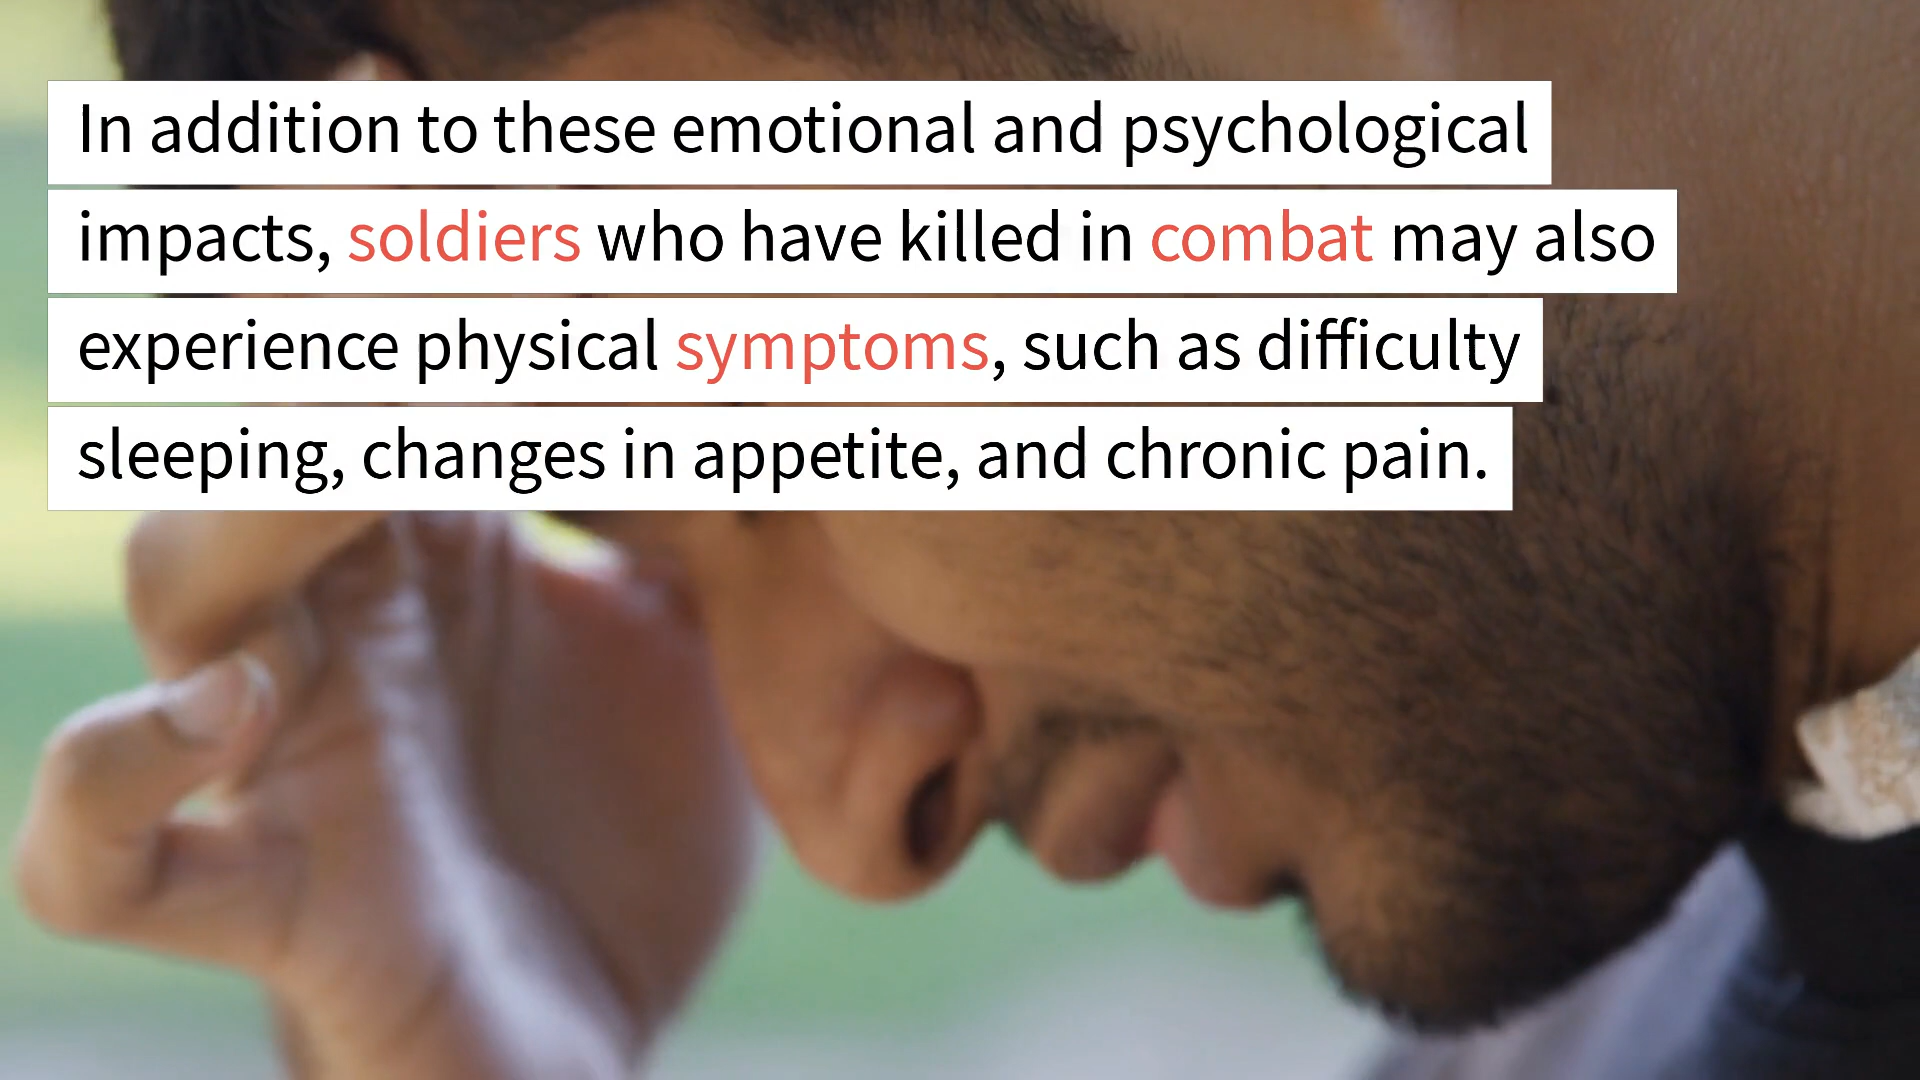 In addition to these emotional and psychological
impacts, soldiers who have killed in combat may also
experience physical symptoms, such as difficulty
sleeping, changes in appetite, and chronic pain.